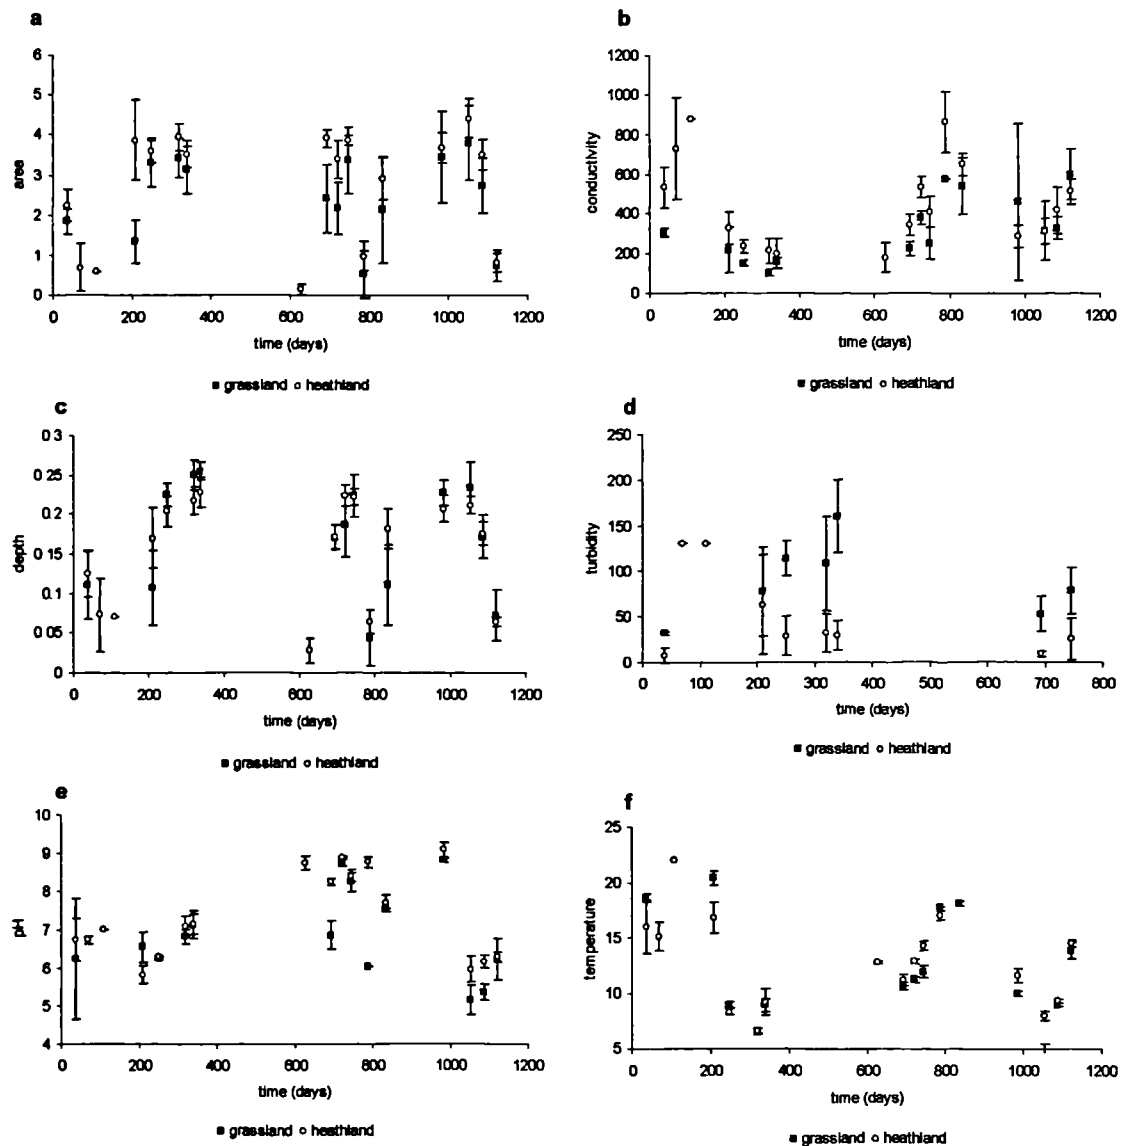 a
6
5
4
3
2
1
0
area
0 200 400 600 800 1000 1200
time (days)
■ grassland ○ heathland
b
1200
1000
800
600
400
200
0
conductivity
0 200 400 600 800 1000 1200
time (days)
■ grassland ○ heathland
c
0 3
0.25
0.2
0.15
0.1
0 05
0
depth
0 200 400 600 800 1000 1200
time (days)
■ grassland ○ heathland
d
250
200
150
100
50
0
turbidity
0 100 200 300 400 500 600 700 800
time (days)
■ grassland ○ heathland
e
10
9
8
7
6
5
4
pH
0 200 400 600 800 1000 1200
time (days)
■ grassland ○ heathland
f
25
20
15
10
5
temperature
0 200 400 600 800 1000 1200
time (days)
■ grassland ○ heathland